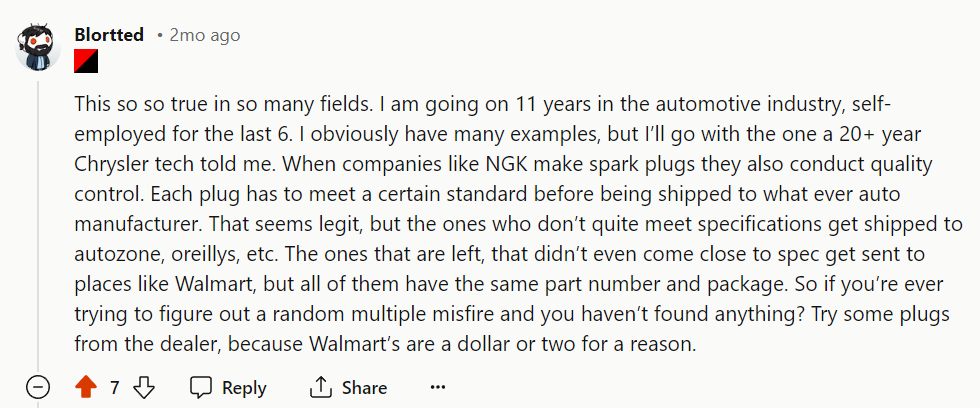 Blortted • 2mo ago
This so so true in so many fields. I am going on 11 years in the automotive industry, self-
employed for the last 6. I obviously have many examples, but I’ll go with the one a 20+ year
Chrysler tech told me. When companies like NGK make spark plugs they also conduct quality
control. Each plug has to meet a certain standard before being shipped to what ever auto
manufacturer. That seems legit, but the ones who don’t quite meet specifications get shipped to
autozone, oreillys, etc. The ones that are left, that didn’t even come close to spec get sent to
places like Walmart, but all of them have the same part number and package. So if you’re ever
trying to figure out a random multiple misfire and you haven’t found anything? Try some plugs
from the dealer, because Walmart’s are a dollar or two for a reason.
7 Reply Share ···